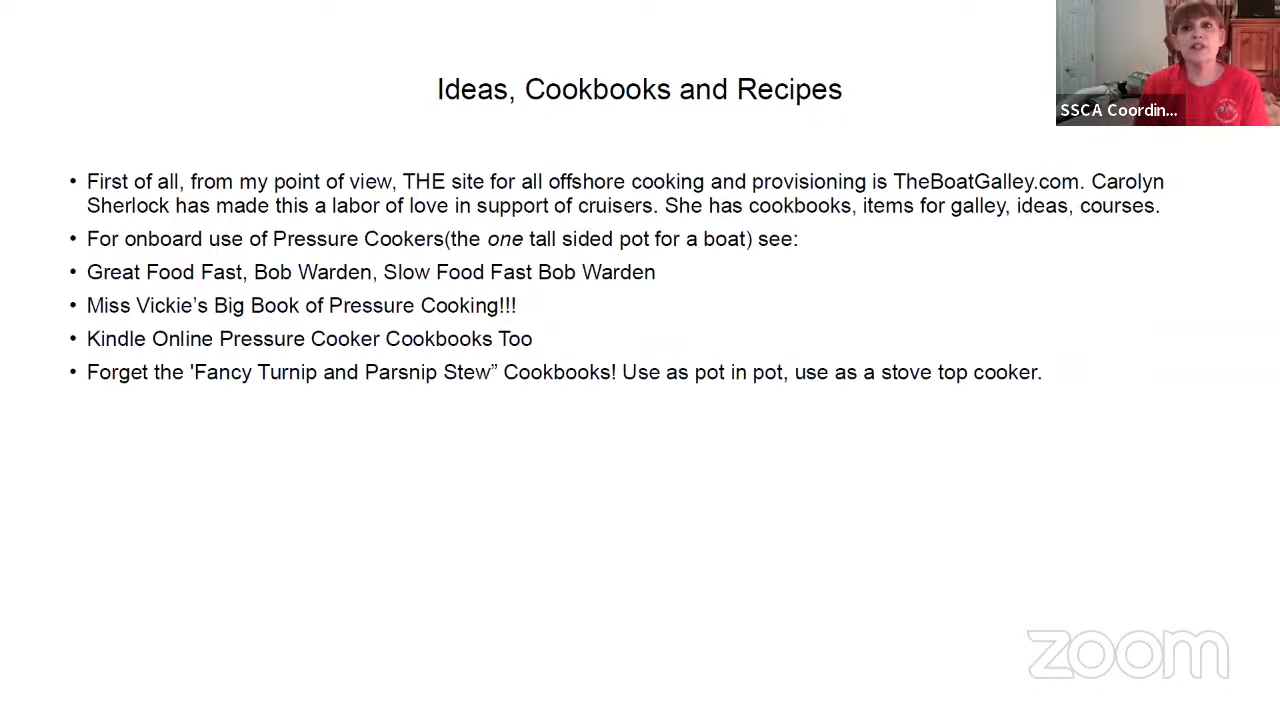 Ideas, Cookbooks and Recipes
SSCA Coordin...
• First of all, from my point of view, THE site for all offshore cooking and provisioning is TheBoatGalley.com. Carolyn
Sherlock has made this a labor of love in support of cruisers. She has cookbooks, items for galley, ideas, courses.
• For onboard use of Pressure Cookers(the one tall sided pot for a boat) see:
• Great Food Fast, Bob Warden, Slow Food Fast Bob Warden
• Miss Vickie’s Big Book of Pressure Cooking!!!
• Kindle Online Pressure Cooker Cookbooks Too
• Forget the 'Fancy Turnip and Parsnip Stew” Cookbooks! Use as pot in pot, use as a stove top cooker.
zoom